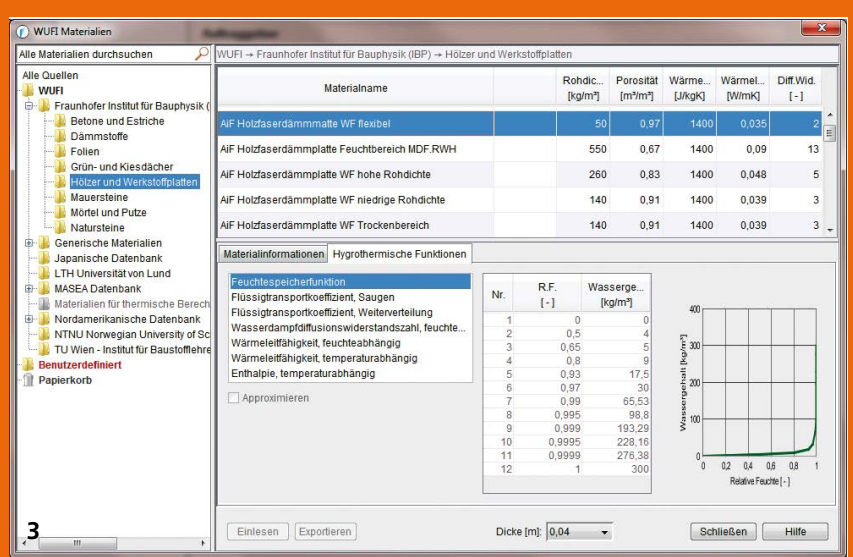 WUFI Materialien
Alle Materialien durchsuchen
WUFI → Fraunhofer Institut für Bauphysik (IBP) → Hölzer und Werkstoffplatten
Alle Quellen
WUFI
Fraunhofer Institut für Bauphysik (
Betone und Estriche
Dämmstoffe
Folien
Grün- und Kiesdächer
Hölzer und Werkstoffplatten
Mauersteine
Mörtel und Putze
Natursteine
Generische Materialien
Japanische Datenbank
LTH Universität von Lund
MASEA Datenbank
Materialien für thermische Berech
Nordamerikanische Datenbank
NTNU Norwegian University of Sc
TU Wien - Institut für Baustofflehre
Benutzerdefiniert
Papierkorb
3
Materialname Rohdic... [kg/m³] Porosität [m³/m³] Wärme... [J/kgK] Wärmel... [W/mK] Diff.Wid. [-]
AiF Holzfaserdämmmatte WF flexibel 50 0,97 1400 0,035 2
AiF Holzfaserdämmplatte Feuchtbereich MDF.RWH 550 0,67 1400 0,09 13
AiF Holzfaserdämmplatte WF hohe Rohdichte 260 0,83 1400 0,048 5
AiF Holzfaserdämmplatte WF niedrige Rohdichte 140 0,91 1400 0,039 3
AiF Holzfaserdämmplatte WF Trockenbereich 140 0,91 1400 0,039 3
Materialinformationen Hygrothermische Funktionen
Feuchtespeicherfunktion
Flüssigtransportkoeffizient, Saugen
Flüssigtransportkoeffizient, Weiterverteilung
Wasserdampfdiffusionswiderstandszahl, feuchte...
Wärmeleitfähigkeit, feuchteabhängig
Wärmeleitfähigkeit, temperaturabhängig
Enthalpie, temperaturabhängig
Approximieren
Nr. R.F. [-] Wasserge... [kg/m³]
1 0 0
2 0,5 4
3 0,65 5
4 0,8 9
5 0,93 17,5
6 0,97 30
7 0,99 65,53
8 0,995 98,8
9 0,999 193,29
10 0,9995 228,16
11 0,9999 276,38
12 1 300
Wassergehalt [kg/m³]
400
300
200
100
0
0 0,2 0,4 0,6 0,8 1
Relative Feuchte [-]
Einlesen Exportieren Dicke [m]: 0,04 Schließen Hilfe